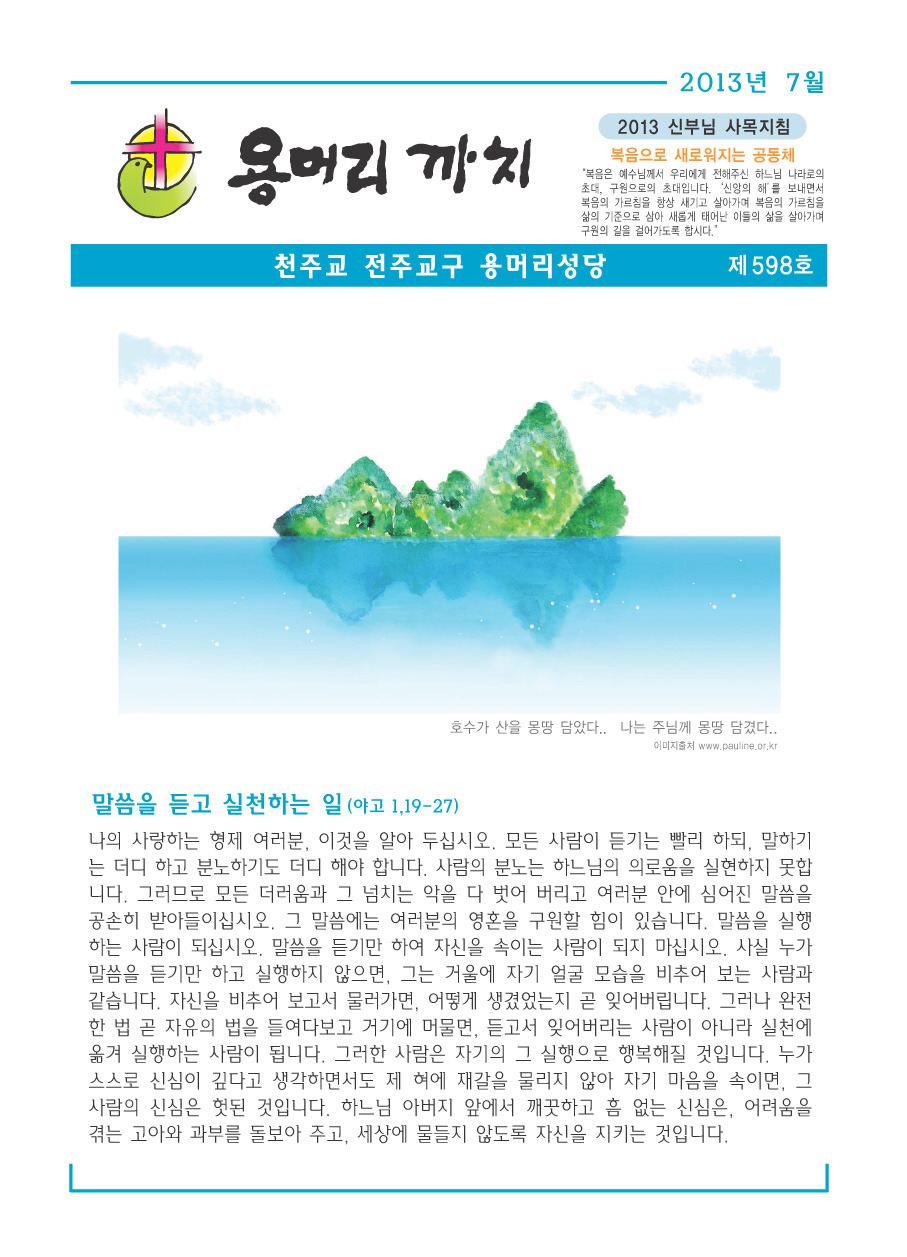 2013년 7월
용머리 까치
2013 신부님 사목지침
복음으로 새로워지는 공동체
"복음은 예수님께서 우리에게 전해주신 하느님 나라로의
초대, 구원으로의 초대입니다. '신앙의 해'를 보내면서
복음의 가르침을 항상 새기고 살아가며 복음의 가르침을
삶의 기준으로 삼아 새롭게 태어난 이들의 삶을 살아가며
구원의 길을 걸어가도록 합시다."
천주교 전주교구 용머리성당 제598호
호수가 산을 몽땅 담았다.. 나는 주님께 몽땅 담겼다..
이미지출처 www.pauline.or.kr
말씀을 듣고 실천하는 일(야고 1,19-27)
나의 사랑하는 형제 여러분, 이것을 알아 두십시오. 모든 사람이 듣기는 빨리 하되, 말하기
는 더디 하고 분노하기도 더디 해야 합니다. 사람의 분노는 하느님의 의로움을 실현하지 못합
니다. 그러므로 모든 더러움과 그 넘치는 악을 다 벗어 버리고 여러분 안에 심어진 말씀을
공손히 받아들이십시오. 그 말씀에는 여러분의 영혼을 구원할 힘이 있습니다. 말씀을 실행
하는 사람이 되십시오. 말씀을 듣기만 하여 자신을 속이는 사람이 되지 마십시오. 사실 누가
말씀을 듣기만 하고 실행하지 않으면, 그는 거울에 자기 얼굴 모습을 비추어 보는 사람과
같습니다. 자신을 비추어 보고서 물러가면, 어떻게 생겼었는지 곧 잊어버립니다. 그러나 완전
한 법 곧 자유의 법을 들여다보고 거기에 머물면, 듣고서 잊어버리는 사람이 아니라 실천에
옮겨 실행하는 사람이 됩니다. 그러한 사람은 자기의 그 실행으로 행복해질 것입니다. 누가
스스로 신심이 깊다고 생각하면서도 제 혀에 재갈을 물리지 않아 자기 마음을 속이면, 그
사람의 신심은 헛된 것입니다. 하느님 아버지 앞에서 깨끗하고 흠 없는 신심은, 어려움을
겪는 고아와 과부를 돌보아 주고, 세상에 물들지 않도록 자신을 지키는 것입니다.